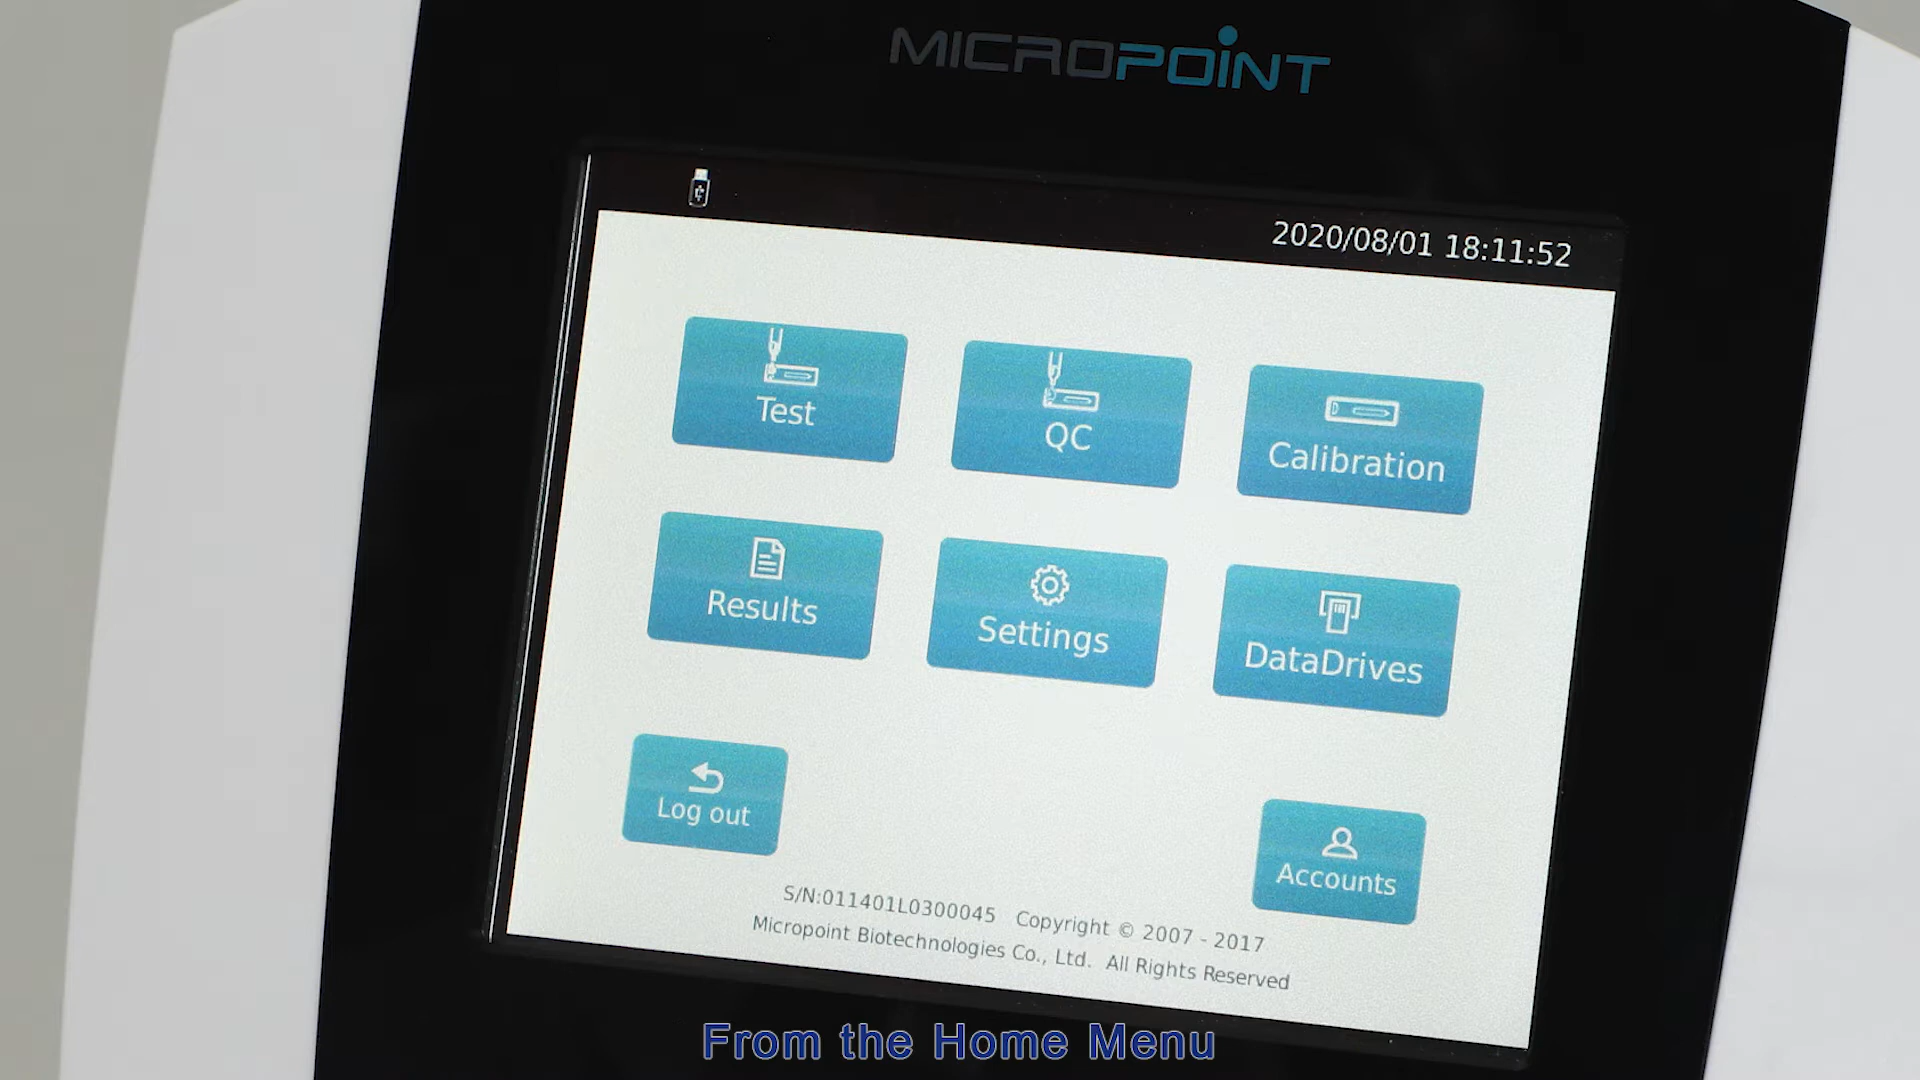 MICROPOINT
2020/08/01 18:11:52
Test
QC
Calibration
Results
Settings
DataDrives
Log out
Accounts
S/N:011401L0300045 Copyright © 2007 - 2017
Micropoint Biotechnologies Co., Ltd. All Rights Reserved
From the Home Menu